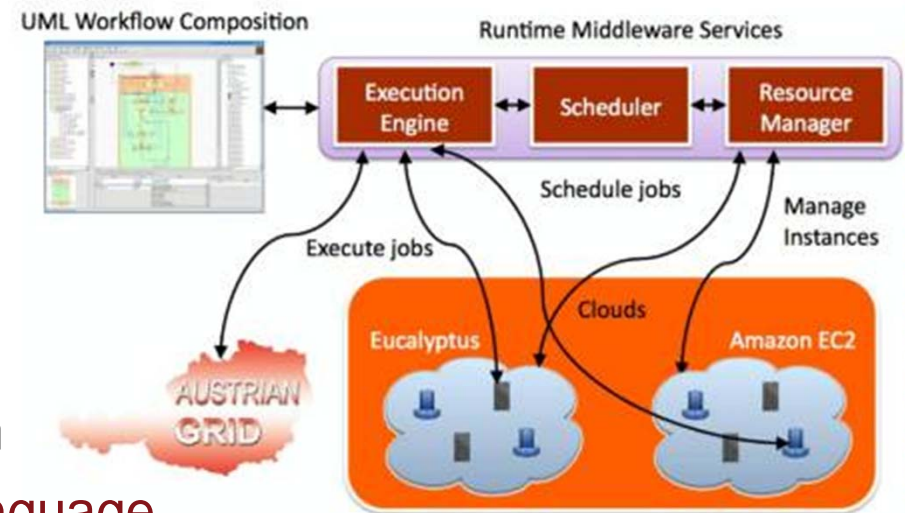 UML Workflow Composition
Runtime Middleware Services
Execution
Engine
Scheduler
Resource
Manager
Schedule jobs
Manage
Instances
Execute jobs
Clouds
Eucalyptus
Amazon EC2
AUSTRIAN
GRID